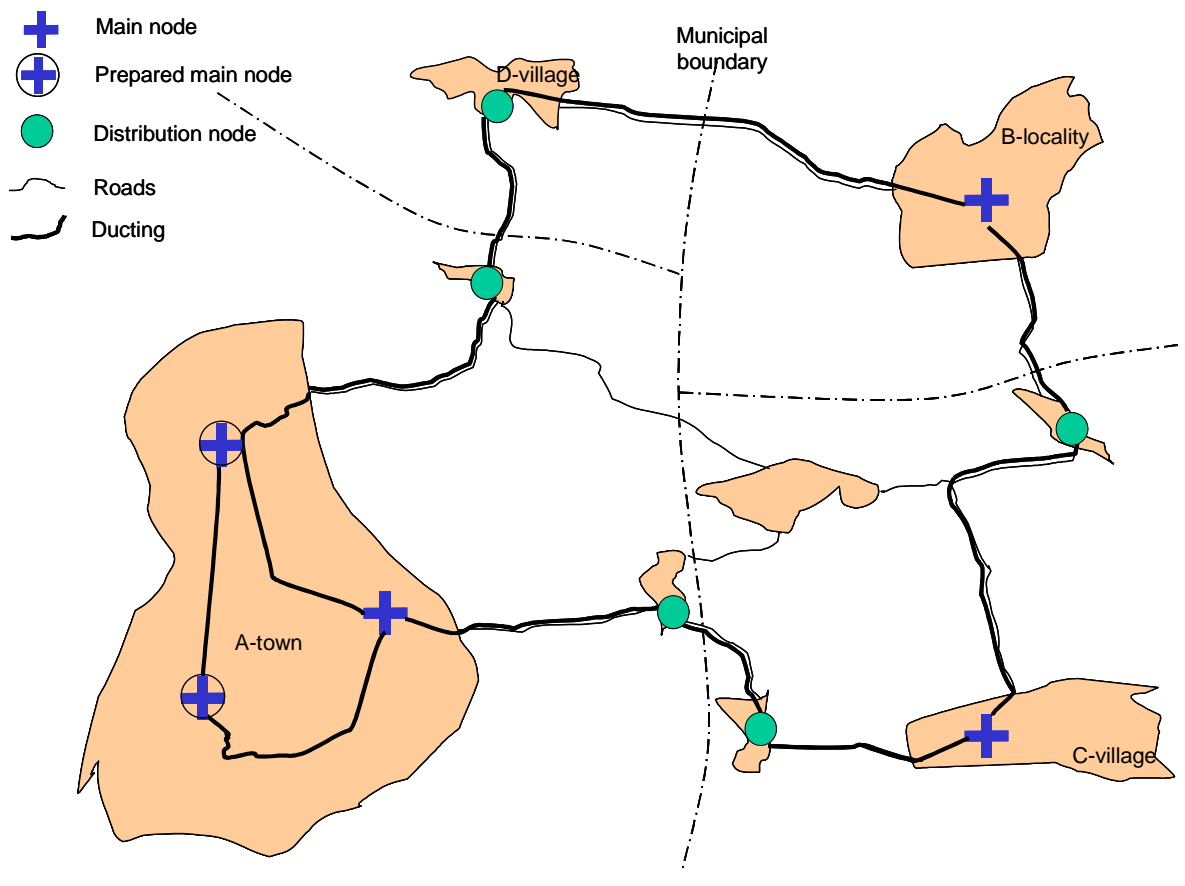 Main node
Prepared main node
Distribution node
Roads
Ducting
Municipal
boundary
D-village
B-locality
A-town
C-village